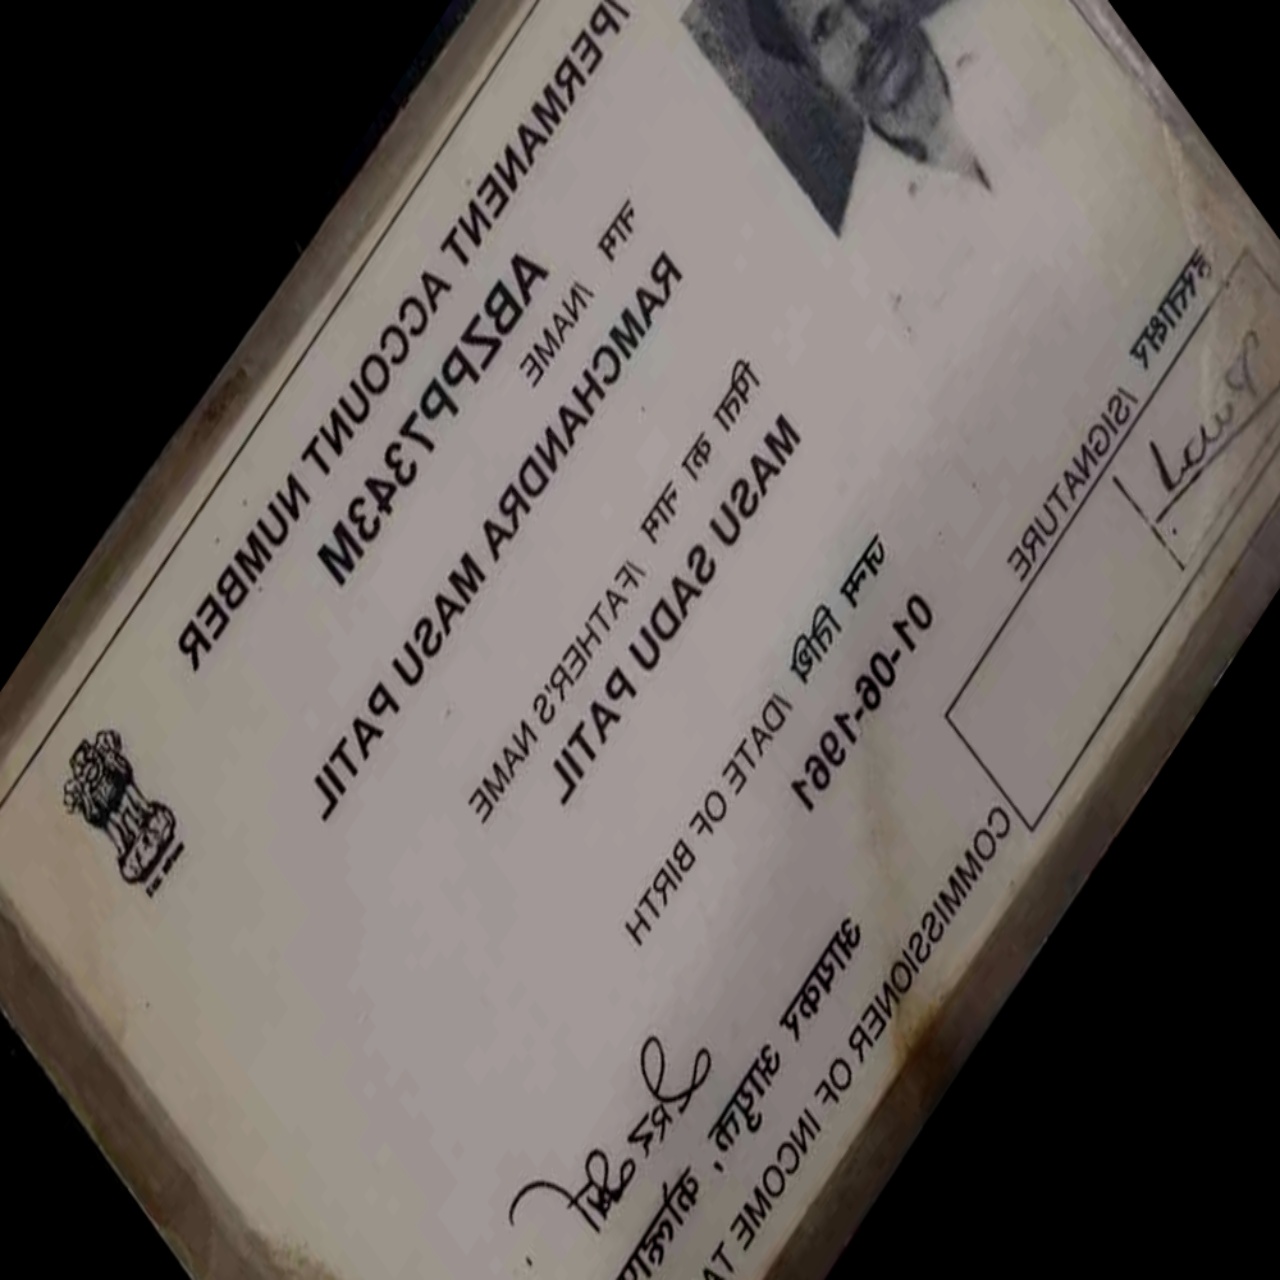 /PERMANENT ACCOUNT NUMBER
ABZPP7343M
नाम /NAME
RAMCHANDRA MASU PATIL
पिता का नाम /FATHER'S NAME
MASU SADU PATIL
जन्म तिथि /DATE OF BIRTH
01-06-1961
हस्ताक्षर /SIGNATURE
आयकर आयुक्त,
COMMISSIONER OF INCOME